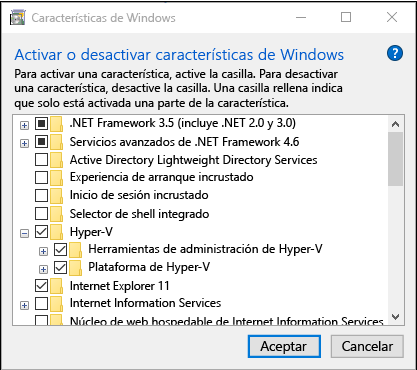 Características de Windows
Activar o desactivar características de Windows
Para activar una característica, active la casilla. Para desactivar
una característica, desactive la casilla. Una casilla rellena indica
que solo está activada una parte de la característica.
.NET Framework 3.5 (incluye .NET 2.0 y 3.0)
Servicios avanzados de .NET Framework 4.6
Active Directory Lightweight Directory Services
Experiencia de arranque incrustado
Inicio de sesión incrustado
Selector de shell integrado
Hyper-V
Herramientas de administración de Hyper-V
Plataforma de Hyper-V
Internet Explorer 11
Internet Information Services
Núcleo de web hospedable de Internet Information Services
Aceptar
Cancelar